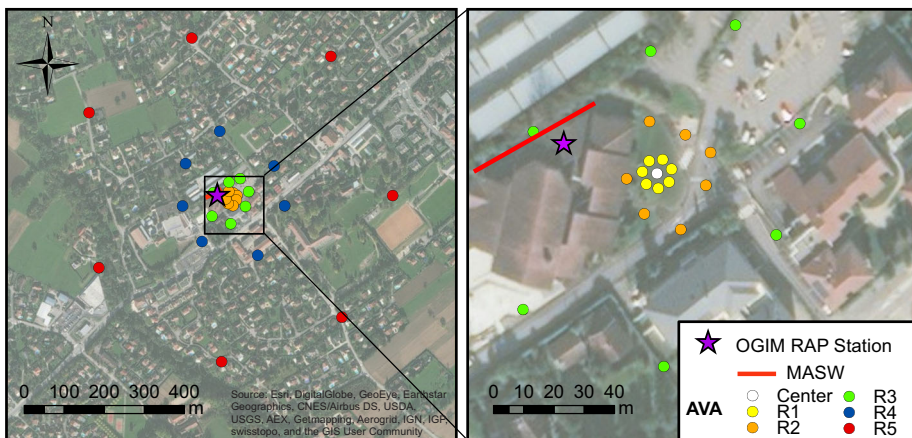 N
0 100 200 300 400
m
Source: Esri, DigitalGlobe, GeoEye, Earthstar
Geographics, CNES/Airbus DS, USDA,
USGS, AEX, Getmapping, Aerogrid, IGN, IGP,
swisstopo, and the GIS User Community
0 10 20 30 40
m
OGIM RAP Station
MASW
AVA
Center
R1
R2
R3
R4
R5